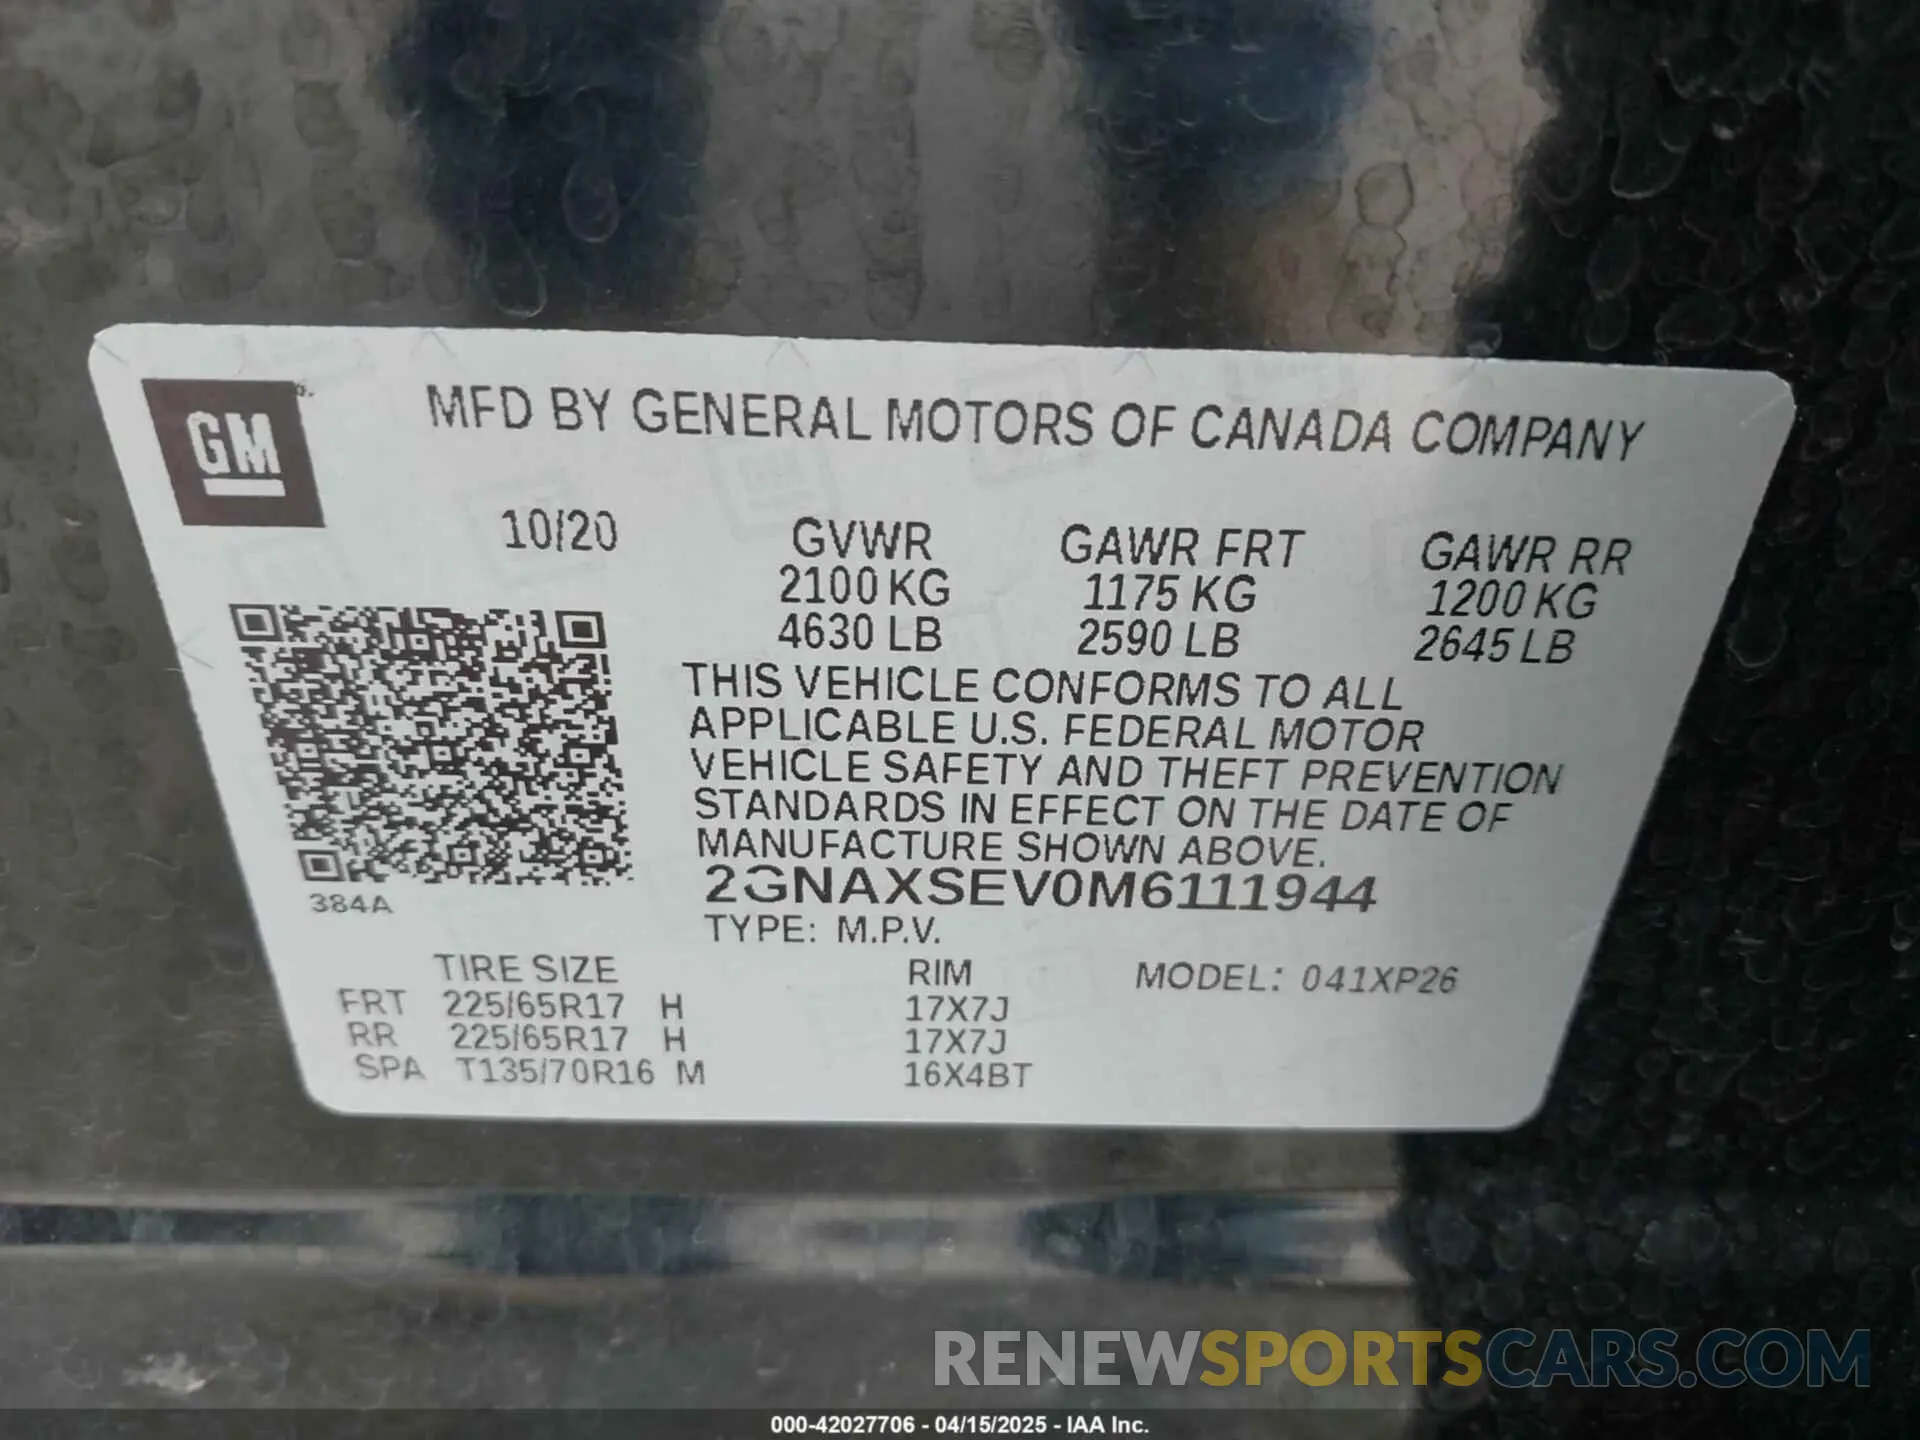 GM
MFD BY GENERAL MOTORS OF CANADA COMPANY
10/20
GVWR GAWR FRT GAWR RR
2100 KG 1175 KG 1200 KG
4630 LB 2590 LB 2645 LB
THIS VEHICLE CONFORMS TO ALL
APPLICABLE U.S. FEDERAL MOTOR
VEHICLE SAFETY AND THEFT PREVENTION
STANDARDS IN EFFECT ON THE DATE OF
MANUFACTURE SHOWN ABOVE.
2GNAXSEV0M6111944
384A
TYPE: M.P.V.
TIRE SIZE RIM MODEL: 041XP26
FRT 225/65R17 H 17X7J
RR 225/65R17 H 17X7J
SPA T135/70R16 M 16X4BT
RENEWSPORTSCARS.COM
000-42027706 - 04/15/2025 - IAA Inc.